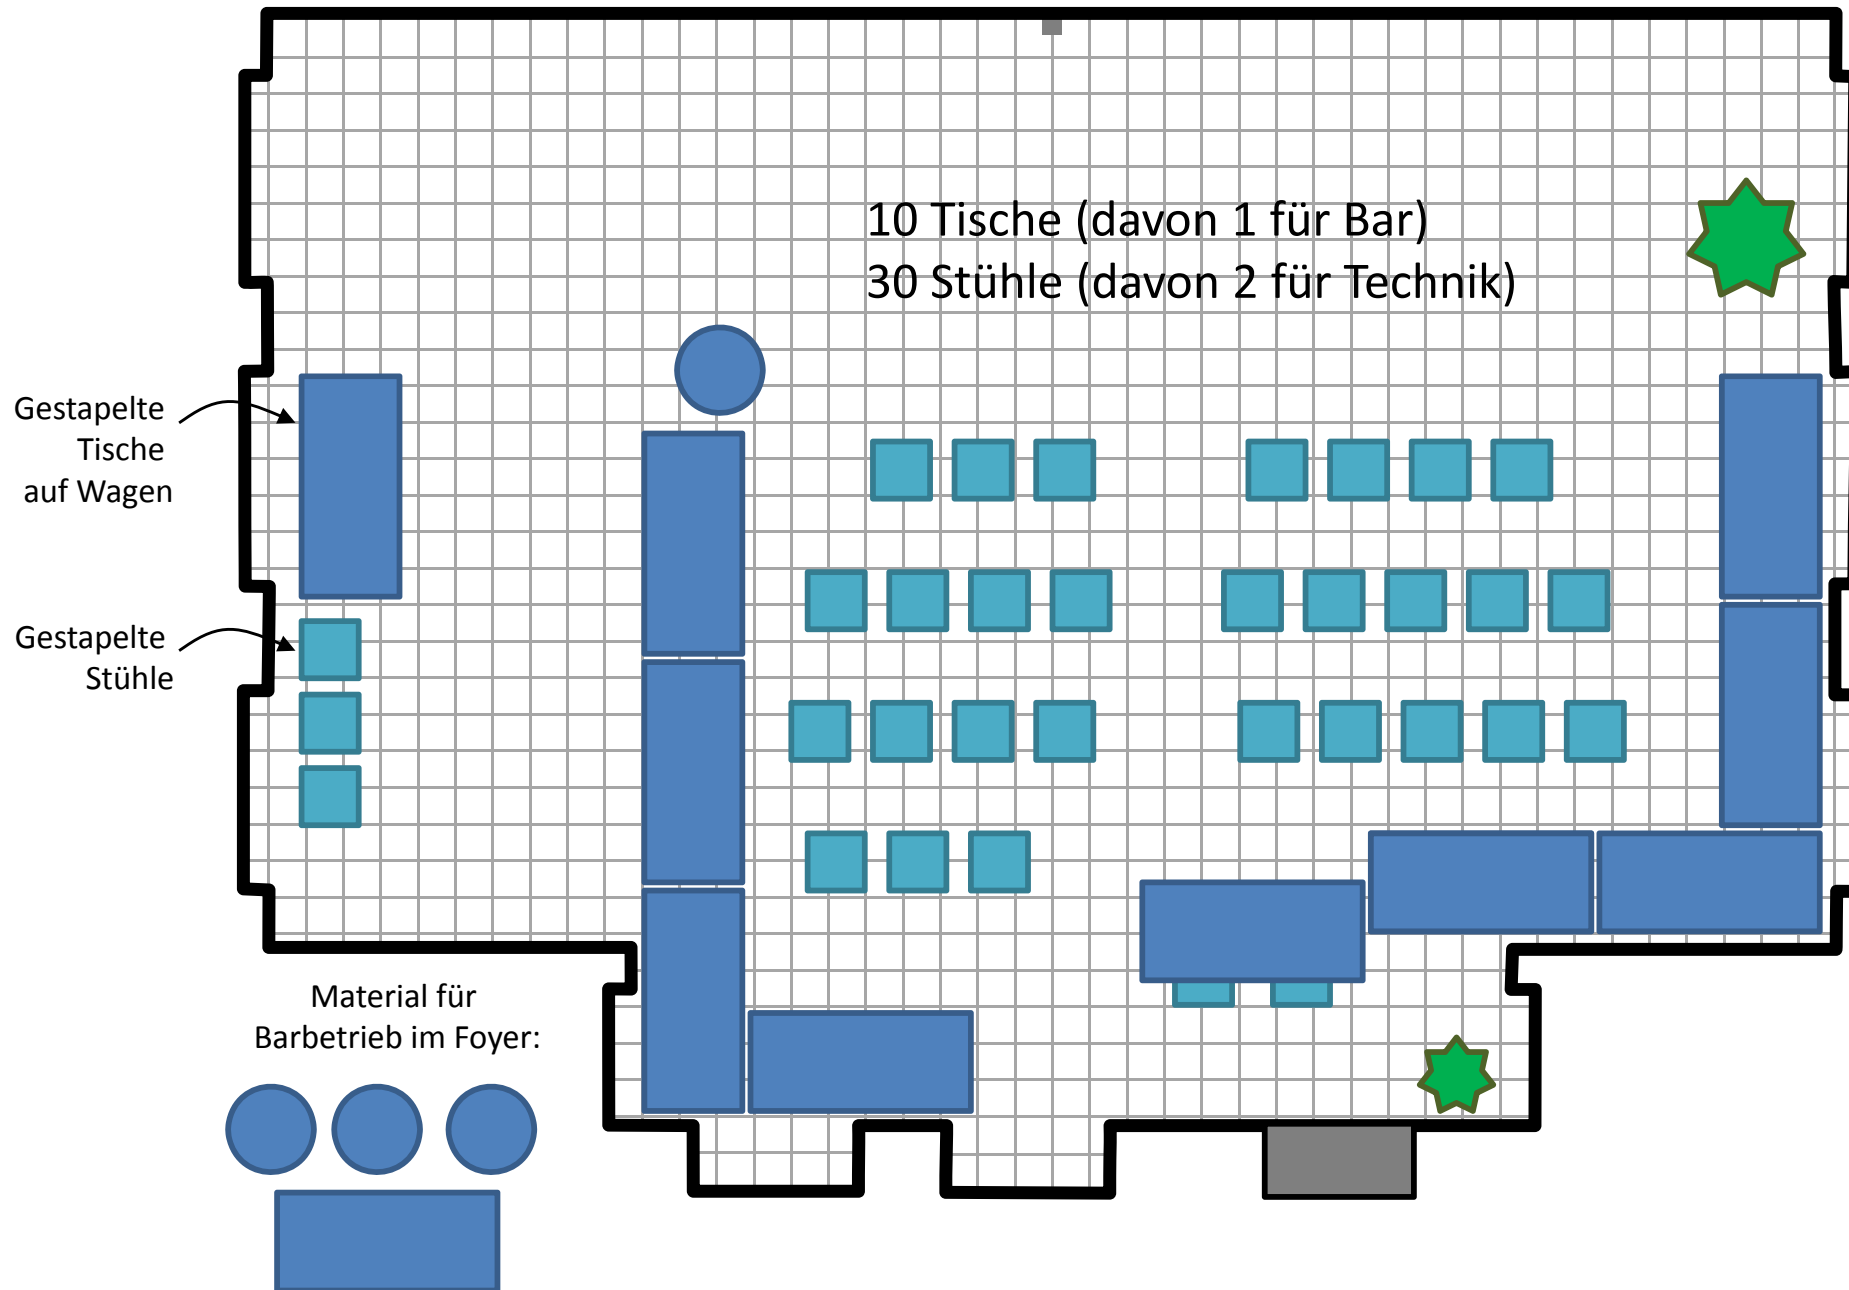 10 Tische (davon 1 für Bar)
30 Stühle (davon 2 für Technik)
Gestapelte
Tische
auf Wagen
Gestapelte
Stühle
Material für
Barbetrieb im Foyer: